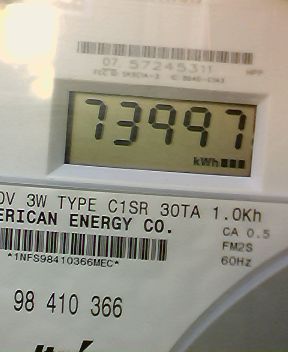 07 57245311
73997
kWh
0V 3W TYPE C1SR 30TA 1.0Kh
ERICAN ENERGY CO.
CA 0.5
FM2S
60Hz
*1NFS98410366MEC*
98 410 366